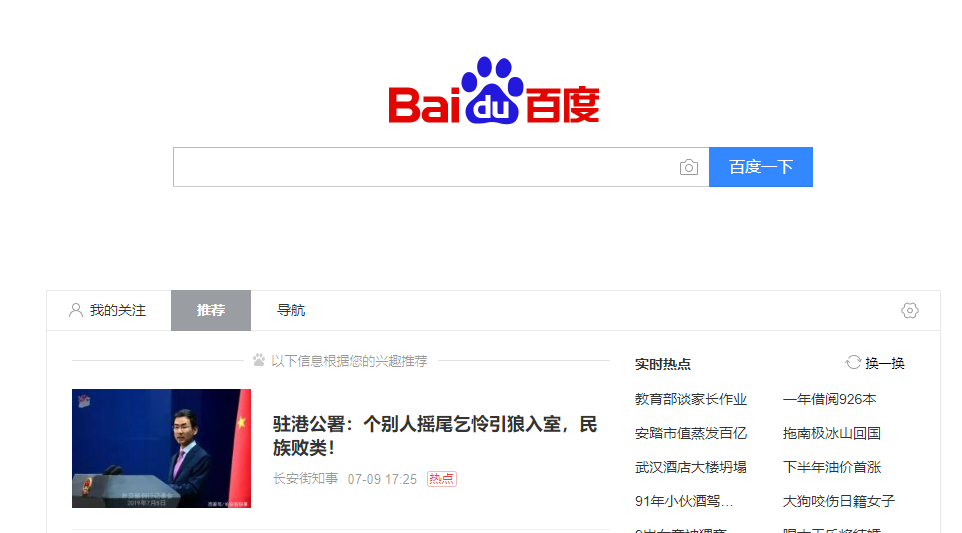 Bai du 百度
百度一下
我的关注 推荐 导航
以下信息根据您的兴趣推荐
驻港公署：个别人摇尾乞怜引狼入室，民
族败类！
长安街知事 07-09 17:25 热点
实时热点 换一换
教育部谈家长作业 一年借阅926本
安踏市值蒸发百亿 拖南极冰山回国
武汉酒店大楼坍塌 下半年油价首涨
91年小伙酒驾... 大狗咬伤日籍女子